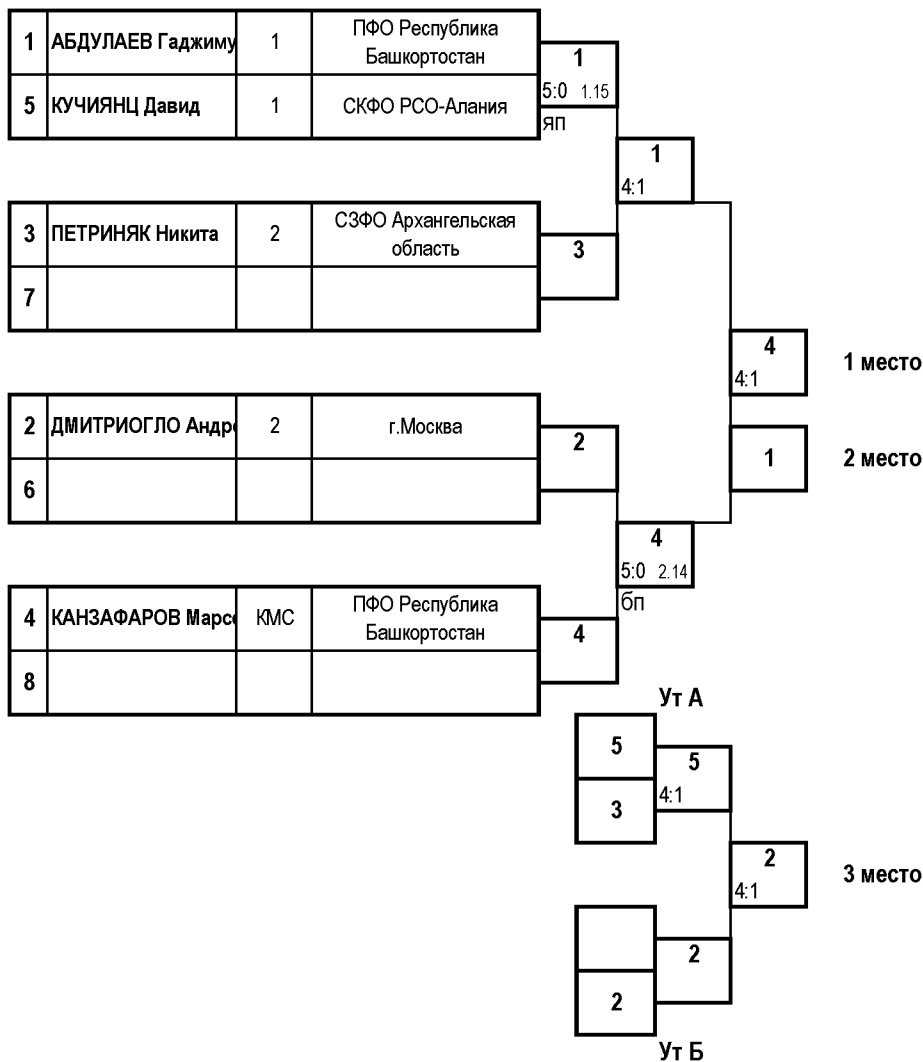 1 АБДУЛАЕВ Гаджиму 1 ПФО Республика
Башкортостан
1
5:0 1.15
5 КУЧИЯНЦ Давид 1 СКФО РСО-Алания
яп
1
4:1
3 ПЕТРИНЯК Никита 2 СЗФО Архангельская
область
3
7
4 1 место
4:1
2 ДМИТРИОГЛО Андре 2 г.Москва
2
1 2 место
6
4
5:0 2.14
бп
4 КАНЗАФАРОВ Марсе КМС ПФО Республика
Башкортостан
4
8
Ут А
5
5
4:1
3
2 3 место
4:1
2
2
Ут Б